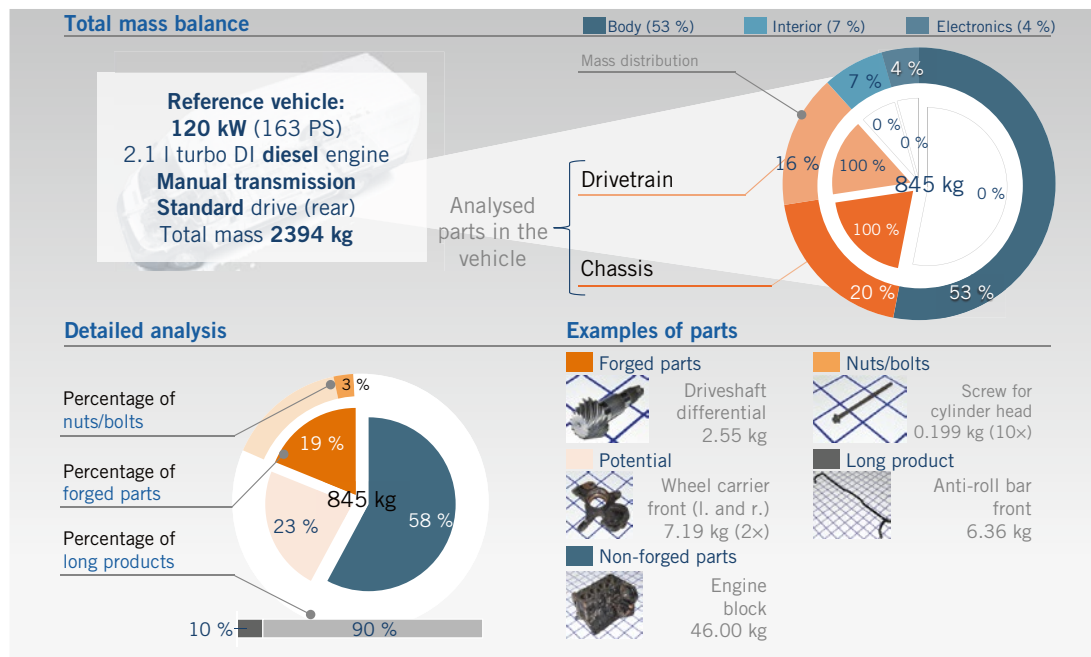 Total mass balance
Body (53 %)
Interior (7 %)
Electronics (4 %)
Mass distribution
Reference vehicle:
120 kW (163 PS)
2.1 l turbo DI diesel engine
Manual transmission
Standard drive (rear)
Total mass 2394 kg
Analysed
parts in the
vehicle
Drivetrain
Chassis
7 %
4 %
0 %
0 %
16 %
100 %
845 kg
0 %
100 %
20 %
53 %
Detailed analysis
Percentage of
nuts/bolts
Percentage of
forged parts
Percentage of
long products
3 %
19 %
845 kg
23 %
58 %
10 %
90 %
Examples of parts
Forged parts
Driveshaft
differential
2.55 kg
Nuts/bolts
Screw for
cylinder head
0.199 kg (10×)
Potential
Wheel carrier
front (l. and r.)
7.19 kg (2×)
Long product
Anti-roll bar
front
6.36 kg
Non-forged parts
Engine
block
46.00 kg